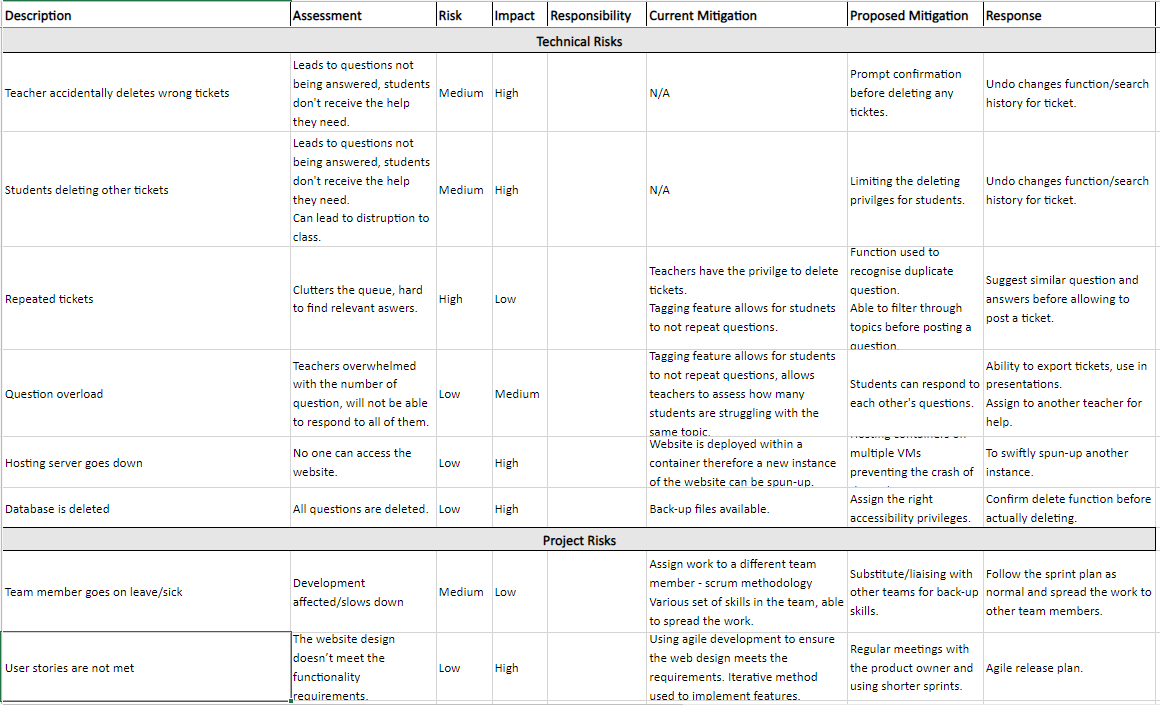 Description
Assessment
Risk
Impact
Responsibility
Current Mitigation
Proposed Mitigation
Response
Technical Risks
Teacher accidentally deletes wrong tickets
Leads to questions not
being answered, students
don't receive the help
they need.
Medium
High
N/A
Prompt confirmation
before deleting any
ticktes.
Undo changes function/search
history for ticket.
Students deleting other tickets
Leads to questions not
being answered, students
don't receive the help
they need.
Can lead to distruption to
class.
Medium
High
N/A
Limiting the deleting
privilges for students.
Undo changes function/search
history for ticket.
Repeated tickets
Clutters the queue, hard
to find relevant aswers.
High
Low
Teachers have the privilge to delete
tickets.
Tagging feature allows for studnets
to not repeat questions.
Function used to
recognise duplicate
question.
Able to filter through
topics before posting a
question.
Suggest similar question and
answers before allowing to
post a ticket.
Question overload
Teachers overwhelmed
with the number of
question, will not be able
to respond to all of them.
Low
Medium
Tagging feature allows for students
to not repeat questions, allows
teachers to assess how many
students are struggling with the
same topic.
Students can respond to
each other's questions.
Ability to export tickets, use in
presentations.
Assign to another teacher for
help.
Hosting server goes down
No one can access the
website.
Low
High
Website is deployed within a
container therefore a new instance
of the website can be spun-up.
Hosting containers on
multiple VMs
preventing the crash of
To swiftly spun-up another
instance.
Database is deleted
All questions are deleted.
Low
High
Back-up files available.
Assign the right
accessibility privileges.
Confirm delete function before
actually deleting.
Project Risks
Team member goes on leave/sick
Development
affected/slows down
Medium
Low
Assign work to a different team
member - scrum methodology
Various set of skills in the team, able
to spread the work.
Substitute/liaising with
other teams for back-up
skills.
Follow the sprint plan as
normal and spread the work to
other team members.
User stories are not met
The website design
doesn't meet the
functionality
requirements.
Low
High
Using agile development to ensure
the web design meets the
requirements. Iterative method
used to implement features.
Regular meetings with
the product owner and
using shorter sprints.
Agile release plan.